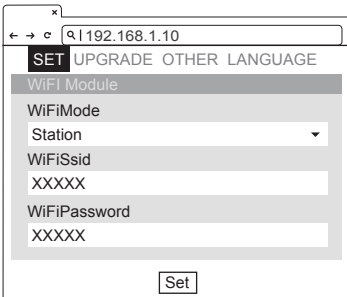 192.168.1.10
SET UPGRADE OTHER LANGUAGE
WiFI Module
WiFiMode
Station
WiFiSsid
XXXXX
WiFiPassword
XXXXX
Set